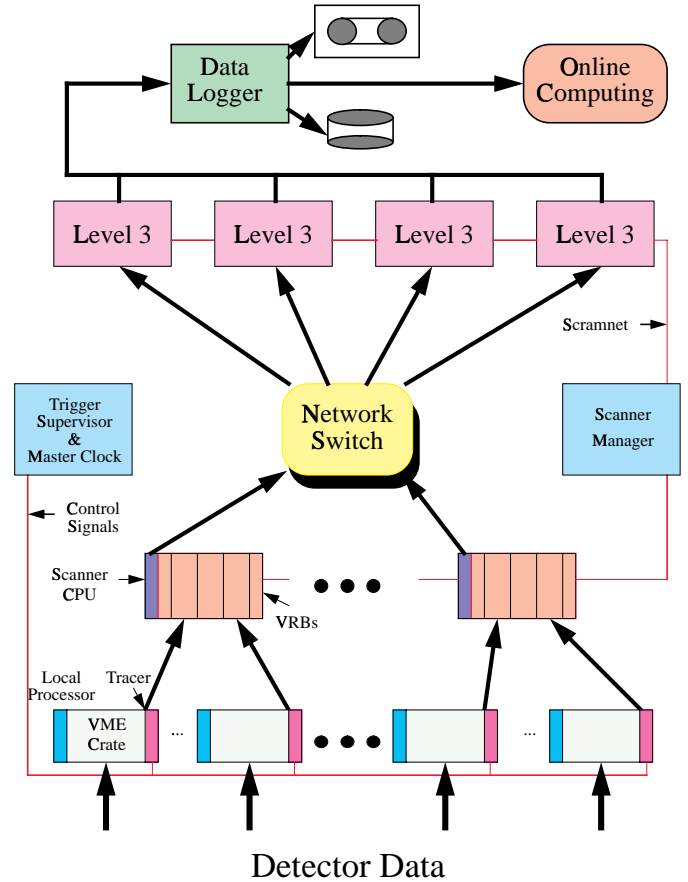 Data
Logger
Online
Computing
Level 3
Level 3
Level 3
Level 3
Scramnet
Trigger
Supervisor
&
Master Clock
Network
Switch
Scanner
Manager
Control
Signals
Scanner
CPU
VRBs
Local
Processor
Tracer
VME
Crate
...
...
Detector Data